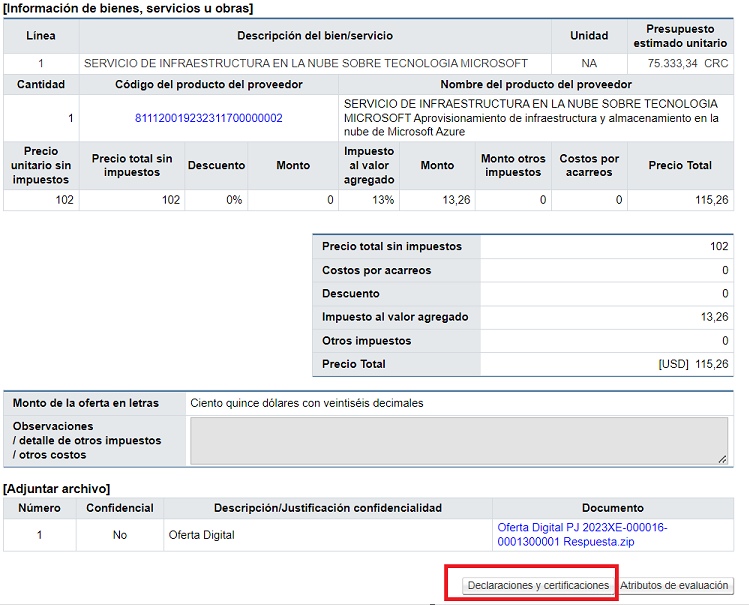 [Información de bienes, servicios u obras]
Línea Descripción del bien/servicio Unidad Presupuesto estimado unitario
1 SERVICIO DE INFRAESTRUCTURA EN LA NUBE SOBRE TECNOLOGIA MICROSOFT NA 75.333,34 CRC
Cantidad Código del producto del proveedor Nombre del producto del proveedor
1 811120019232311700000002 SERVICIO DE INFRAESTRUCTURA EN LA NUBE SOBRE TECNOLOGIA
MICROSOFT Aprovisionamiento de infraestructura y almacenamiento en la
nube de Microsoft Azure
Precio unitario sin impuestos Precio total sin impuestos Descuento Monto Impuesto al valor agregado Monto Monto otros impuestos Costos por acarreos Precio Total
102 102 0% 0 13% 13,26 0 0 115,26
Precio total sin impuestos 102
Costos por acarreos 0
Descuento 0
Impuesto al valor agregado 13,26
Otros impuestos 0
Precio Total [USD] 115,26
Monto de la oferta en letras Ciento quince dólares con veintiséis decimales
Observaciones
/ detalle de otros impuestos
/ otros costos
[Adjuntar archivo]
Número Confidencial Descripción/Justificación confidencialidad Documento
1 No Oferta Digital Oferta Digital PJ 2023XE-000016-
0001300001 Respuesta.zip
Declaraciones y certificaciones Atributos de evaluación